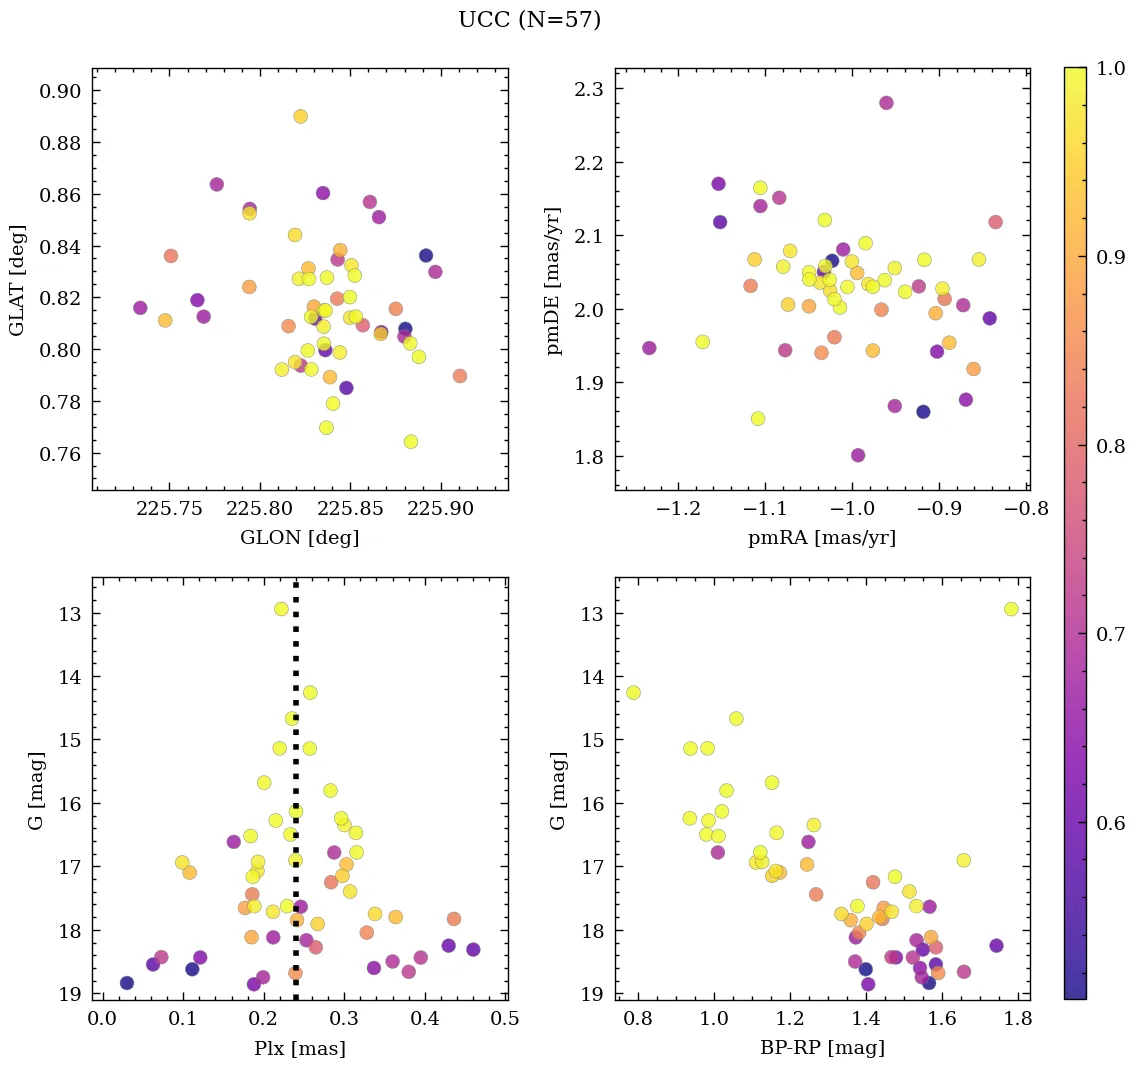 UCC (N=57)
0.90
0.88
0.86
0.84
0.82
0.80
0.78
0.76
GLAT [deg]
225.75 225.80 225.85 225.90
GLON [deg]
2.3
2.2
2.1
2.0
1.9
1.8
pmDE [mas/yr]
−1.2 −1.1 −1.0 −0.9 −0.8
pmRA [mas/yr]
1.0
0.9
0.8
0.7
0.6
13
14
15
16
17
18
19
G [mag]
0.0 0.1 0.2 0.3 0.4 0.5
Plx [mas]
13
14
15
16
17
18
19
G [mag]
0.8 1.0 1.2 1.4 1.6 1.8
BP-RP [mag]